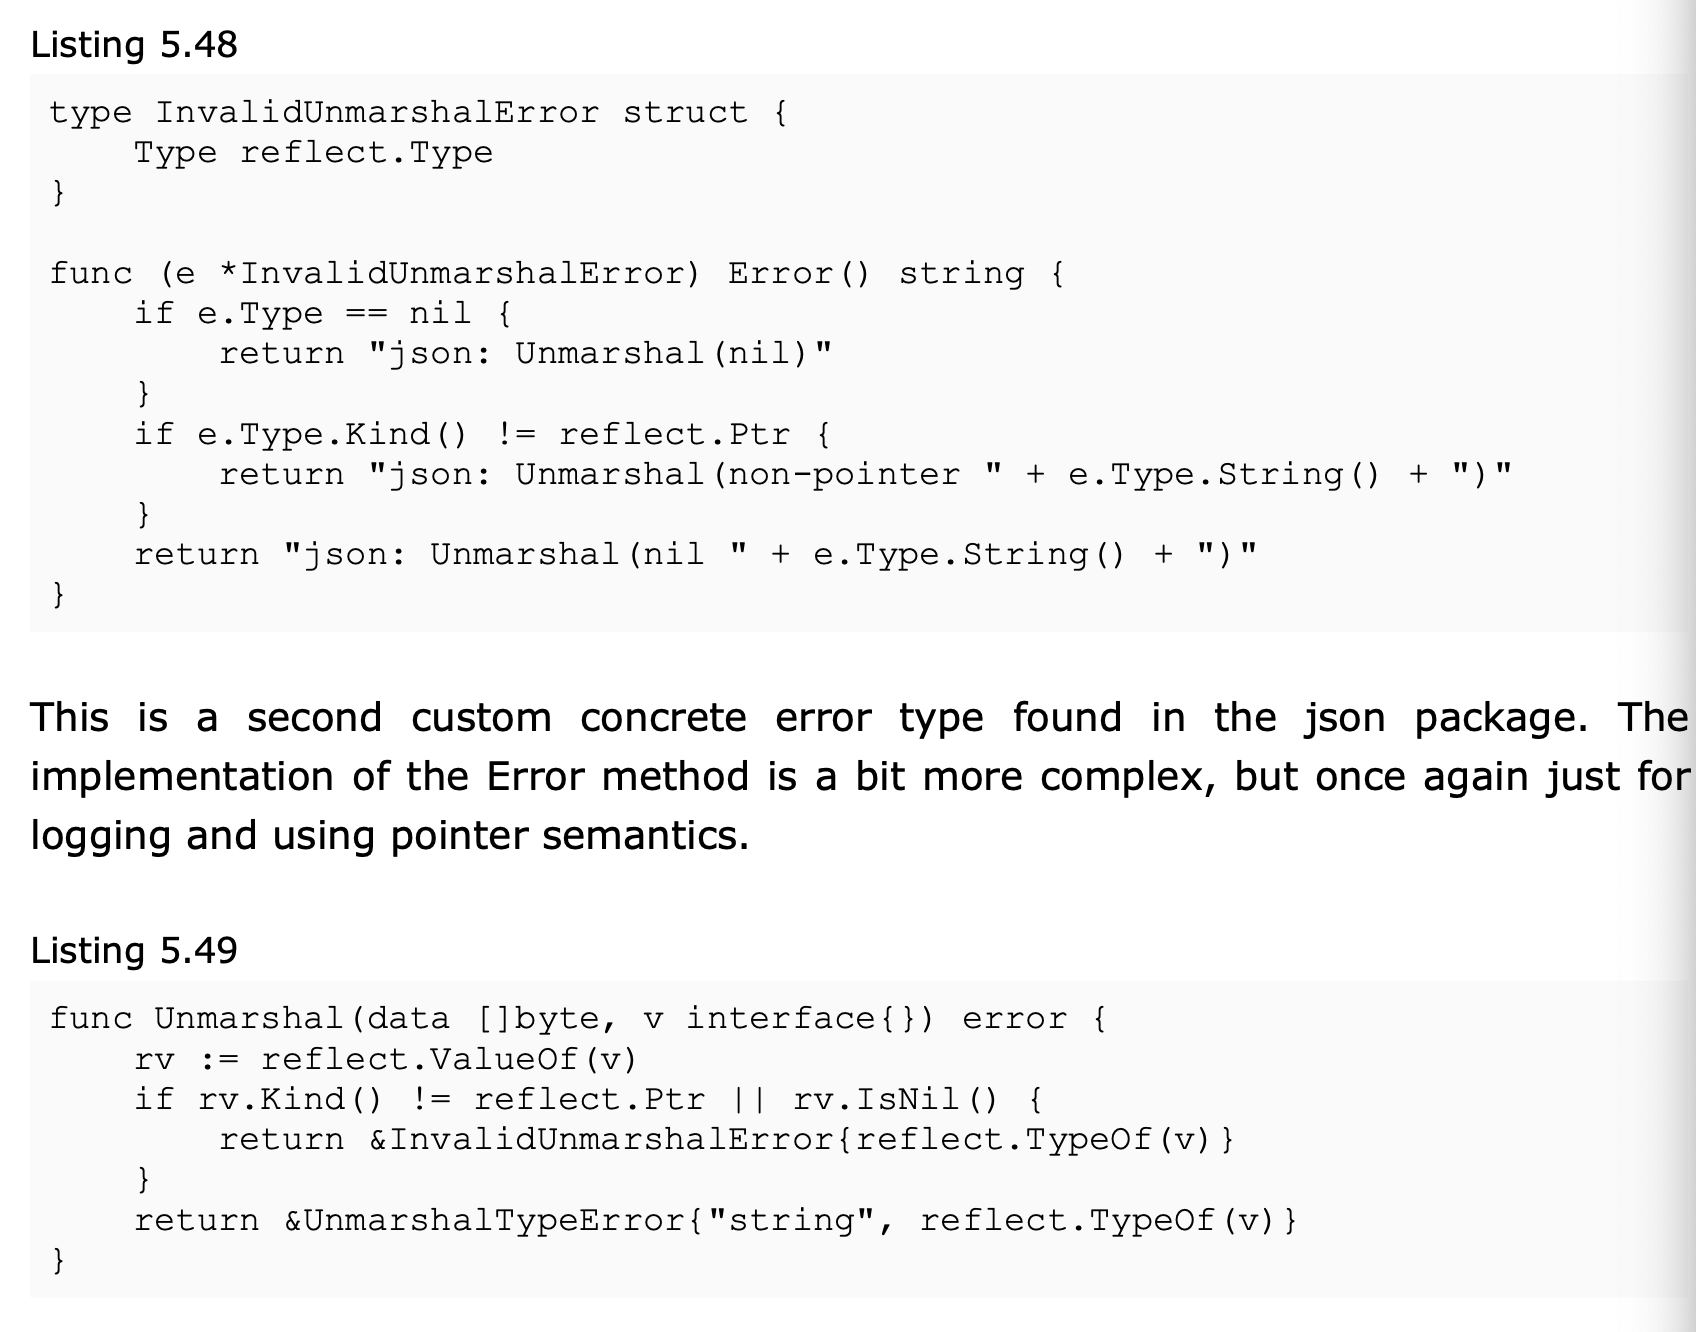 Listing 5.48
type InvalidUnmarshalError struct {
    Type reflect.Type
}

func (e *InvalidUnmarshalError) Error() string {
    if e.Type == nil {
        return "json: Unmarshal(nil)"
    }
    if e.Type.Kind() != reflect.Ptr {
        return "json: Unmarshal(non-pointer " + e.Type.String() + ")"
    }
    return "json: Unmarshal(nil " + e.Type.String() + ")"
}
This is a second custom concrete error type found in the json package. The
implementation of the Error method is a bit more complex, but once again just for
logging and using pointer semantics.
Listing 5.49
func Unmarshal(data []byte, v interface{}) error {
    rv := reflect.ValueOf(v)
    if rv.Kind() != reflect.Ptr || rv.IsNil() {
        return &InvalidUnmarshalError{reflect.TypeOf(v)}
    }
    return &UnmarshalTypeError{"string", reflect.TypeOf(v)}
}